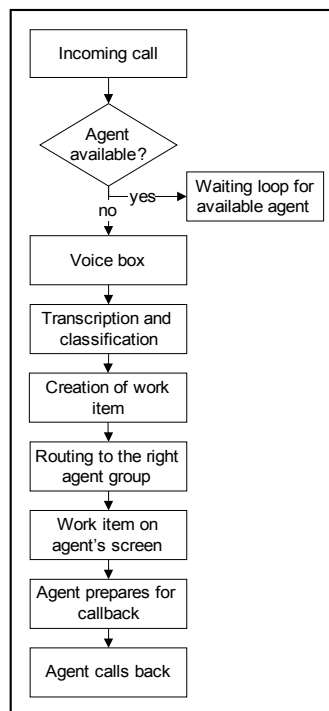 Incoming call
Agent
available?
yes
no
Waiting loop for
available agent
Voice box
Transcription and
classification
Creation of work
item
Routing to the right
agent group
Work item on
agent's screen
Agent prepares for
callback
Agent calls back